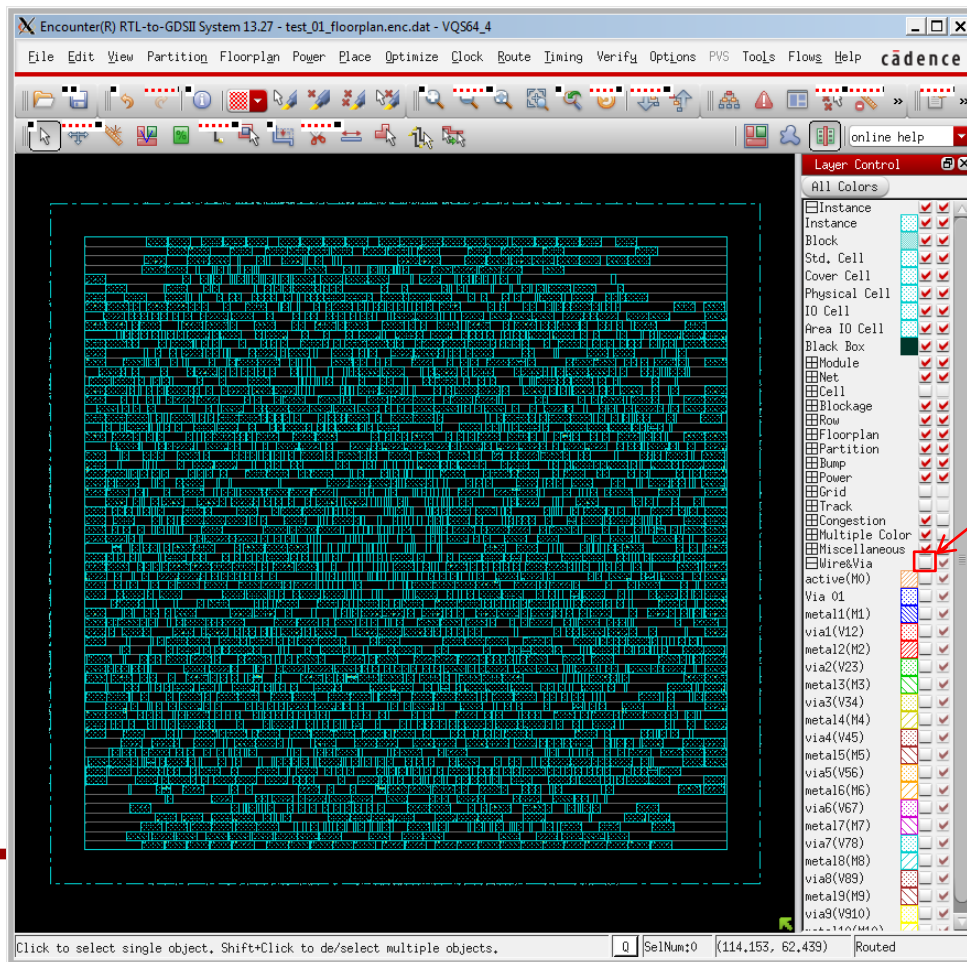 Encounter(R) RTL-to-GDSII System 13.27 - test_01_floorplan.enc.dat - VQS64_4
File Edit View Partition Floorplan Power Place Optimize Clock Route Timing Verify Options PVS Tools Flows Help cādence
» »
% online help
Layer Control
All Colors
Instance
Instance
Block
Std. Cell
Cover Cell
Physical Cell
IO Cell
Area IO Cell
Black Box
Module
Net
Cell
Blockage
Row
Floorplan
Partition
Bump
Power
Grid
Track
Congestion
Multiple Color
Miscellaneous
Wire&Via
active(M0)
Via 01
metal1(M1)
via1(V12)
metal2(M2)
via2(V23)
metal3(M3)
via3(V34)
metal4(M4)
via4(V45)
metal5(M5)
via5(V56)
metal6(M6)
via6(V67)
metal7(M7)
via7(V78)
metal8(M8)
via8(V89)
metal9(M9)
via9(V910)
metal10(M10)
Click to select single object. Shift+Click to de/select multiple objects. Q SelNum:0 (114.153, 62.439) Routed